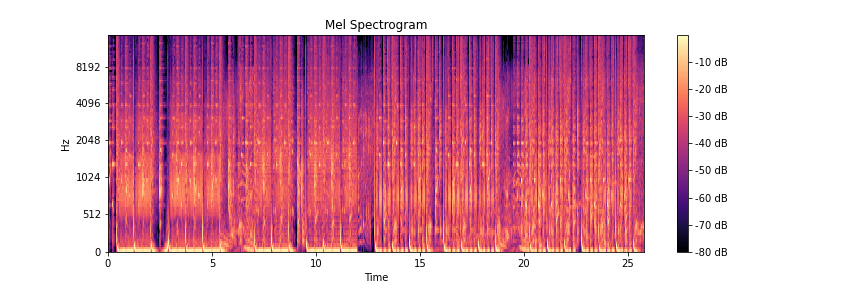 Mel Spectrogram
Hz
8192
4096
2048
1024
512
0
0 5 10 15 20 25
Time
-10 dB
-20 dB
-30 dB
-40 dB
-50 dB
-60 dB
-70 dB
-80 dB